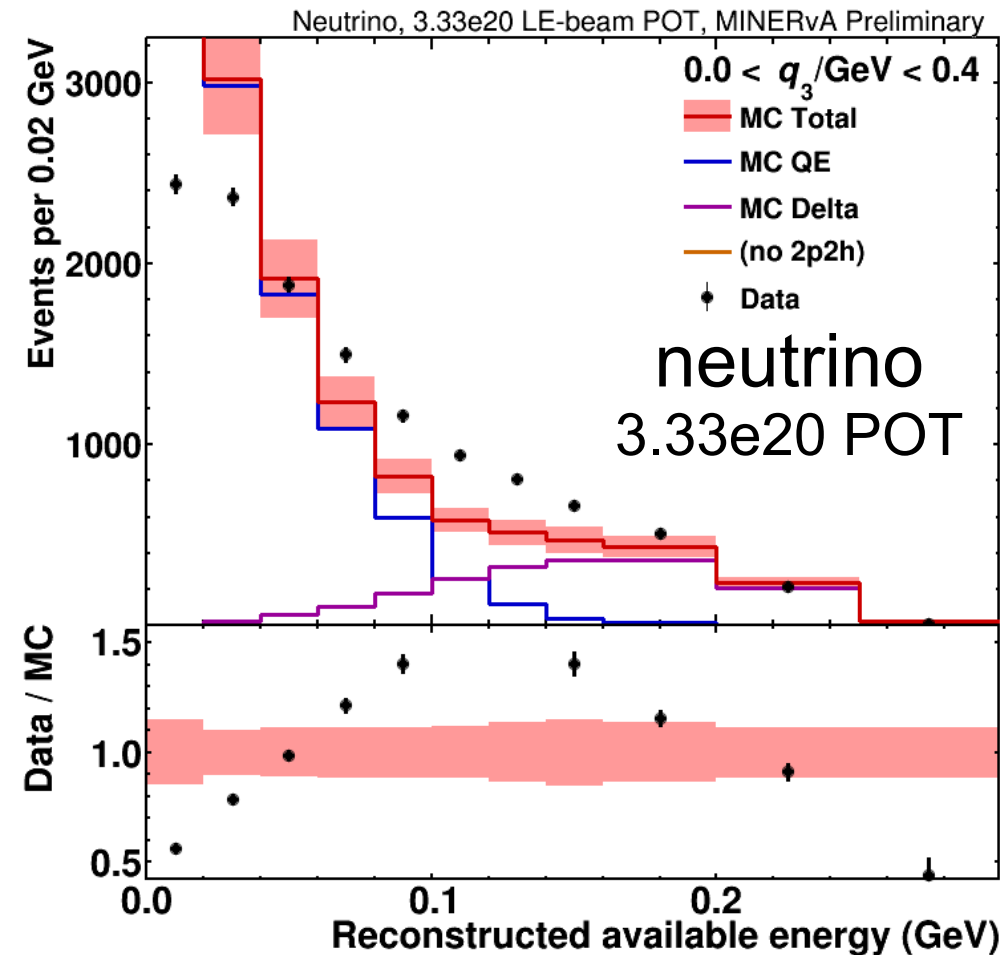 Neutrino, 3.33e20 LE-beam POT, MINERvA Preliminary
0.0 < q3/GeV < 0.4
MC Total
MC QE
MC Delta
(no 2p2h)
Data
neutrino
3.33e20 POT
Events per 0.02 GeV
3000
2000
1000
Data / MC
1.5
1.0
0.5
0.0
0.1
0.2
Reconstructed available energy (GeV)